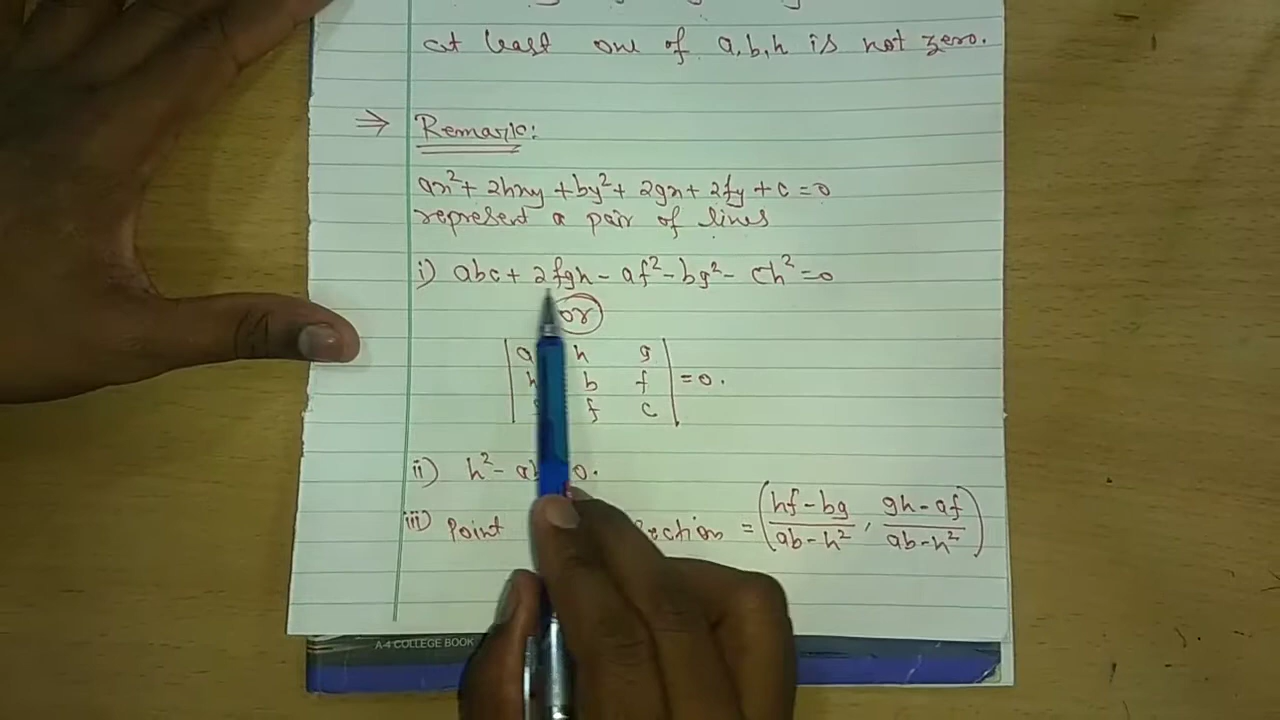 at least one of a,b,h is not zero.
⇒ Remark:
ax²+ 2hxy +by²+ 2gx+ 2fy +c =0
represent a pair of lines
i) abc + 2fgh - af² - bg² - ch² =0
or
a h g
h b f =0.
f c
ii) h² - 0.
iii) Point = (hf-bg/ab-h², gh-af/ab-h²)
A-4 COLLEGE BOOK